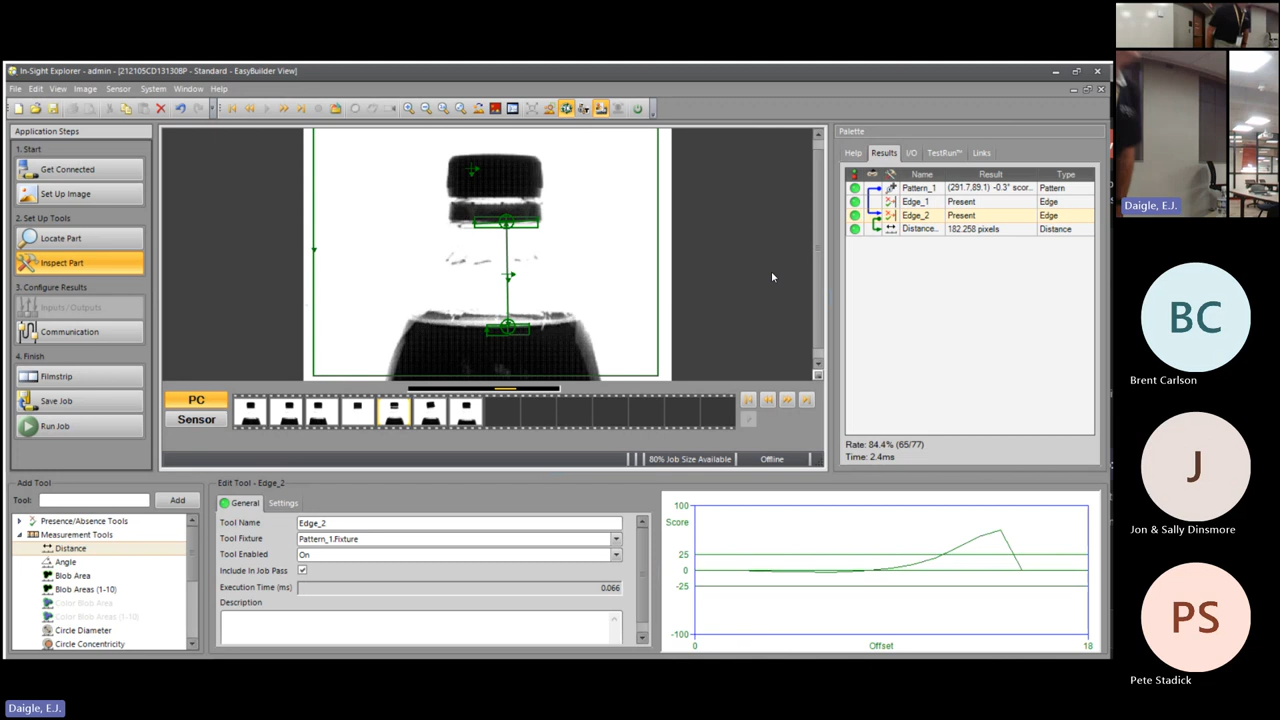 In-Sight Explorer - admin - [212105CD13130BP - Standard - EasyBuilder View]
File Edit View Image Sensor System Window Help
Application Steps
1. Start
Get Connected
Set Up Image
2. Set Up Tools
Locate Part
Inspect Part
3. Configure Results
Inputs / Outputs
Communication
4. Finish
Filmstrip
Save Job
Run Job
PC
Sensor
80% Job Size Available
Offline
Palette
Help Results I/O TestRun™ Links
Name Result Type
Pattern_1 (291.7,89.1) -0.3° scor... Pattern
Edge_1 Present Edge
Edge_2 Present Edge
Distance.. 182.258 pixels Distance
Rate: 84.4% (65/77)
Time: 2.4ms
Add Tool
Tool: Add
Presence/Absence Tools
Measurement Tools
Distance
Angle
Blob Area
Blob Areas (1-10)
Color Blob Area
Color Blob Areas (1-10)
Circle Diameter
Circle Concentricity
Edit Tool - Edge_2
General Settings
Tool Name Edge_2
Tool Fixture Pattern_1.Fixture
Tool Enabled On
Include In Job Pass
Execution Time (ms) 0.066
Description
100
Score
25
0
-25
-100
0 Offset 18
Daigle, E.J.
BC
Brent Carlson
J
Jon & Sally Dinsmore
PS
Pete Stadick
Daigle, E.J.